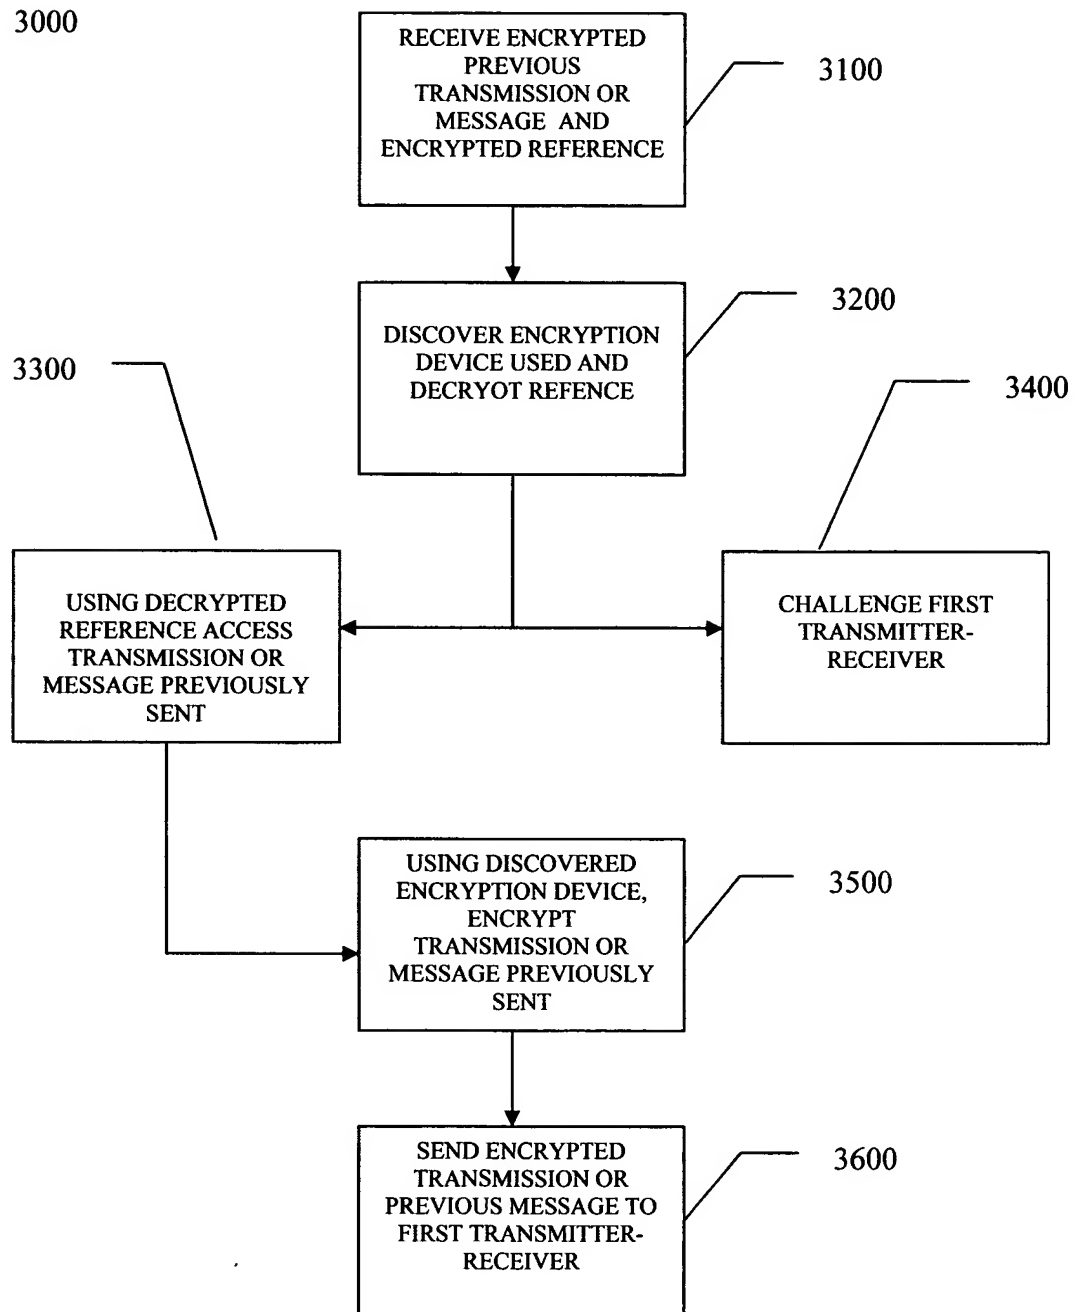 3000
RECEIVE ENCRYPTED
PREVIOUS
TRANSMISSION OR
MESSAGE AND
ENCRYPTED REFERENCE
3100
DISCOVER ENCRYPTION
DEVICE USED AND
DECRYOT REFENCE
3200
3300
3400
USING DECRYPTED
REFERENCE ACCESS
TRANSMISSION OR
MESSAGE PREVIOUSLY
SENT
CHALLENGE FIRST
TRANSMITTER-
RECEIVER
USING DISCOVERED
ENCRYPTION DEVICE,
ENCRYPT
TRANSMISSION OR
MESSAGE PREVIOUSLY
SENT
3500
SEND ENCRYPTED
TRANSMISSION OR
PREVIOUS MESSAGE TO
FIRST TRANSMITTER-
RECEIVER
3600